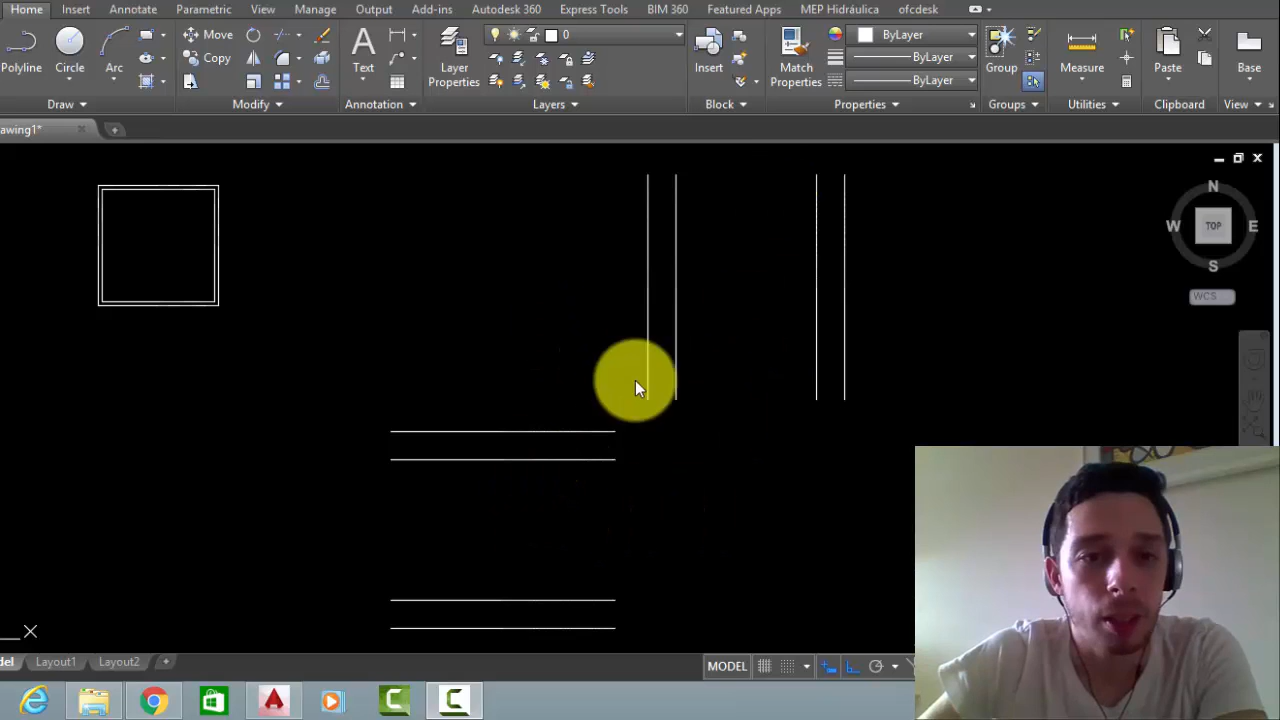 Home Insert Annotate Parametric View Manage Output Add-ins Autodesk 360 Express Tools BIM 360 Featured Apps MEP Hidráulica ofcdesk
Polyline Circle Arc
Move
Copy
Text
Layer Properties
0
Insert
Match Properties
ByLayer
ByLayer
ByLayer
Group
Measure
Paste
Base
Draw Modify Annotation Layers Block Properties Groups Utilities Clipboard View
awing1*
N
W TOP E
S
WCS
X
del Layout1 Layout2
MODEL